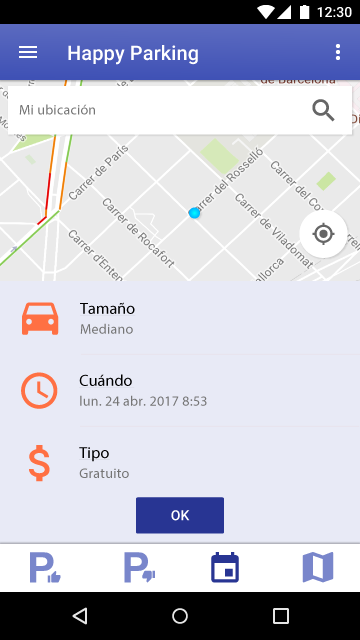 12:30
Happy Parking
de Barcelona
Mi ubicación
Carrer de París
Carrer del Rosselló
Carrer de Rocafort
Carrer de Viladomat
Carrer d'Enten
Carrer del Co
allorca
Tamaño
Mediano
Cuándo
lun. 24 abr. 2017 8:53
Tipo
Gratuito
OK
P
P